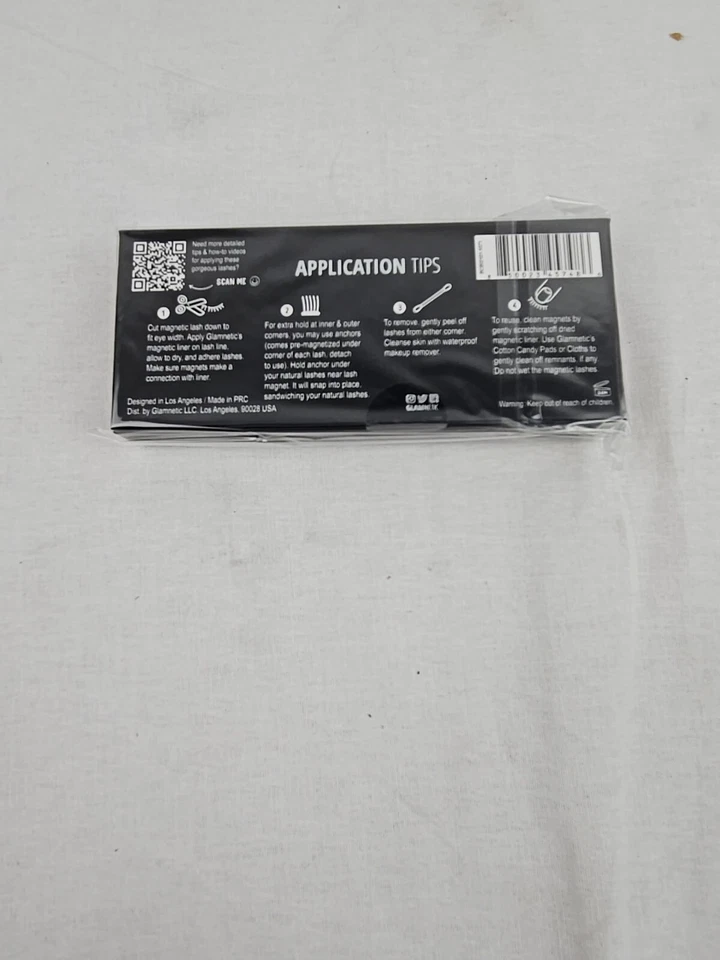 Need more detailed
tips & how-to videos
for applying these
gorgeous lashes?
SCAN ME
APPLICATION TIPS
1
Cut magnetic lash down to
fit eye width. Apply Glamnetic's
magnetic liner on lash line,
allow to dry, and adhere lashes.
Make sure magnets make a
connection with liner.
2
For extra hold at inner & outer
corners, you may use anchors
(comes pre-magnetized under
corner of each lash, detach
to use). Hold anchor under
your natural lashes near lash
magnet. It will snap into place,
sandwiching your natural lashes.
3
To remove, gently peel off
lashes from either corner.
Cleanse skin with waterproof
makeup remover.
4
To reuse, clean magnets by
gently scratching off dried
magnetic liner. Use Glamnetic's
Cotton Candy Pads or Cloths to
gently clean off remnants, if any.
Do not wet the magnetic lashes.
Designed in Los Angeles / Made in PRC
Dist. by Glamnetic LLC. Los Angeles, 90028 USA
GLAMNETIC
Warning: Keep out of reach of children.